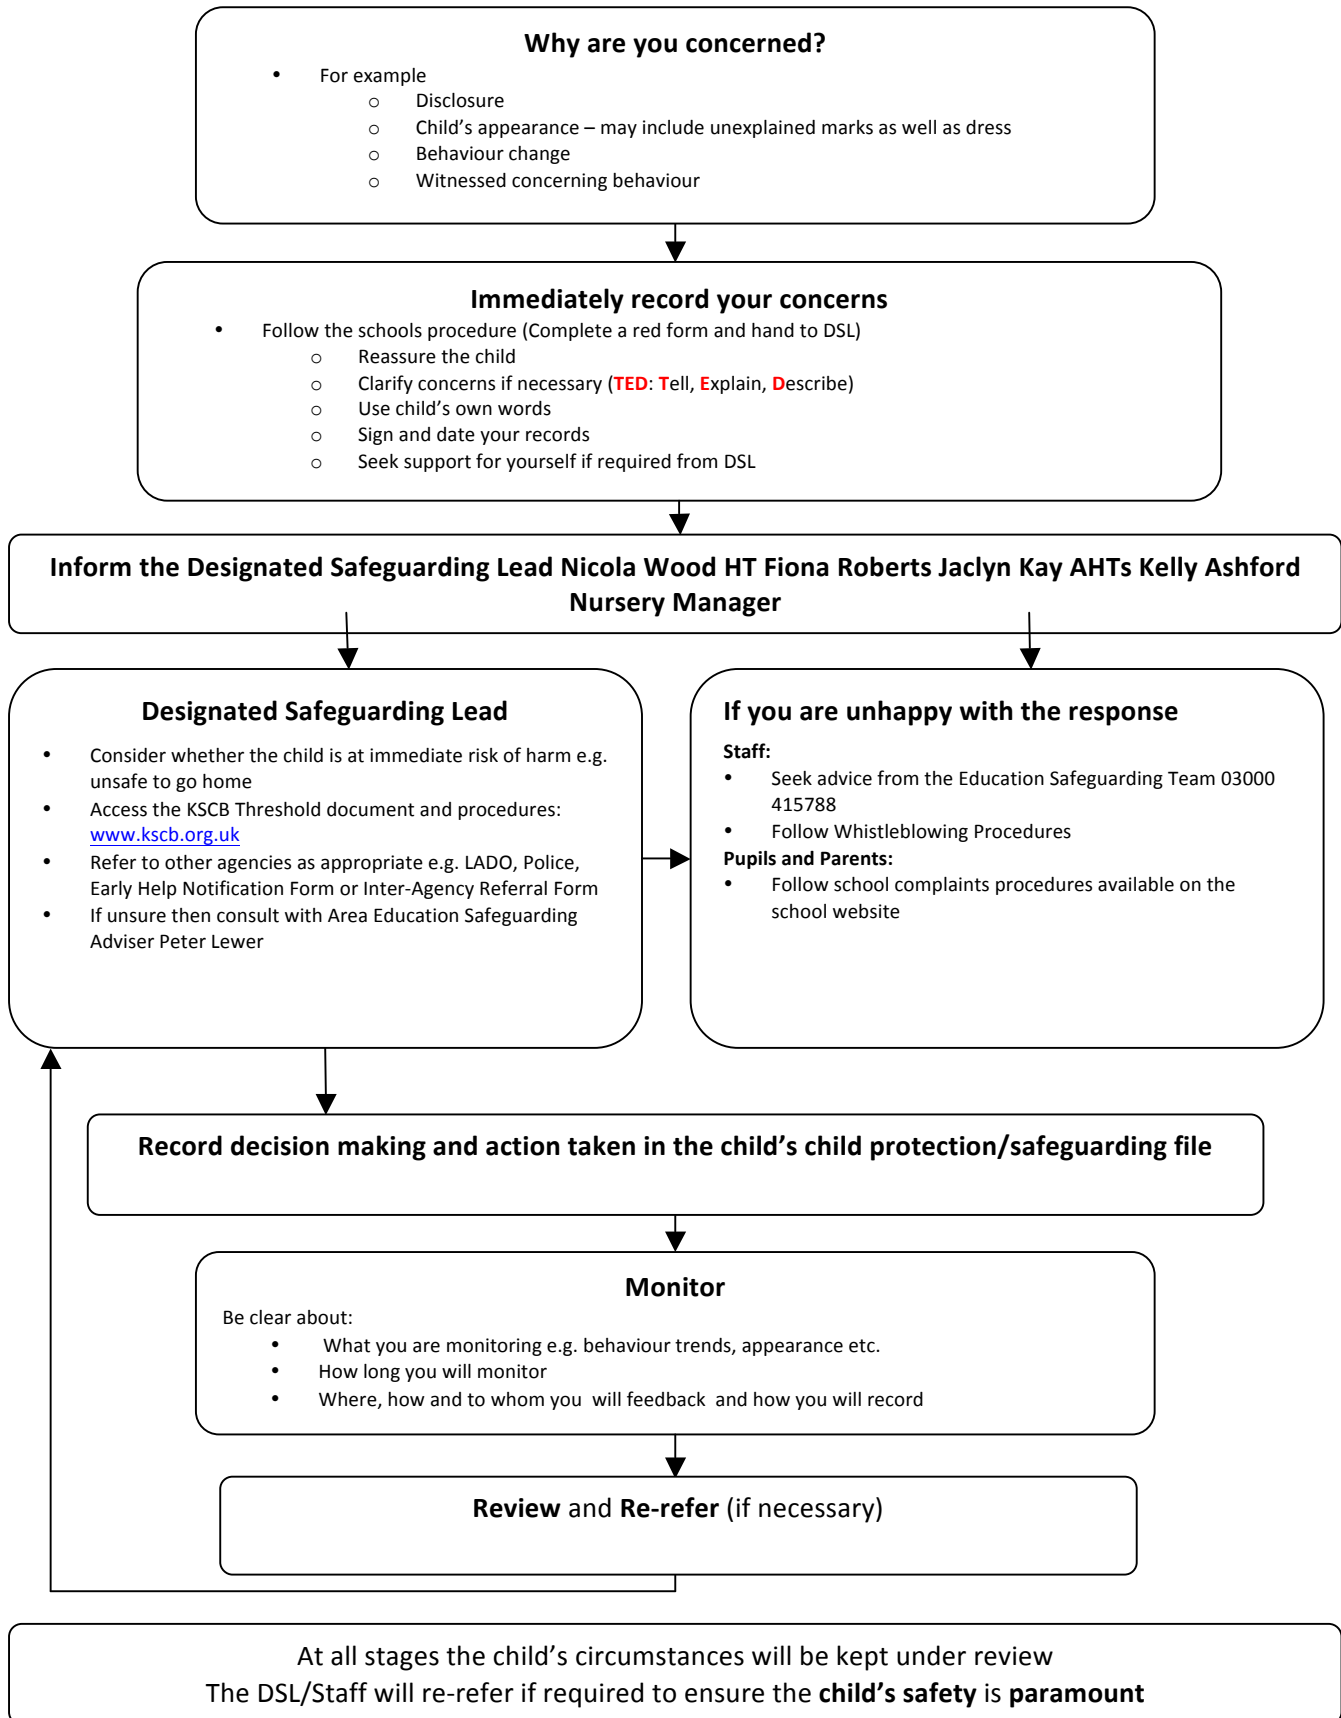 Why are you concerned?
• For example
o Disclosure
o Child’s appearance – may include unexplained marks as well as dress
o Behaviour change
o Witnessed concerning behaviour
Immediately record your concerns
• Follow the schools procedure (Complete a red form and hand to DSL)
o Reassure the child
o Clarify concerns if necessary (TED: Tell, Explain, Describe)
o Use child’s own words
o Sign and date your records
o Seek support for yourself if required from DSL
Inform the Designated Safeguarding Lead Nicola Wood HT Fiona Roberts Jaclyn Kay AHTs Kelly Ashford
Nursery Manager
Designated Safeguarding Lead
• Consider whether the child is at immediate risk of harm e.g.
unsafe to go home
• Access the KSCB Threshold document and procedures:
www.kscb.org.uk
• Refer to other agencies as appropriate e.g. LADO, Police,
Early Help Notification Form or Inter-Agency Referral Form
• If unsure then consult with Area Education Safeguarding
Adviser Peter Lewer
If you are unhappy with the response
Staff:
• Seek advice from the Education Safeguarding Team 03000
415788
• Follow Whistleblowing Procedures
Pupils and Parents:
• Follow school complaints procedures available on the
school website
Record decision making and action taken in the child’s child protection/safeguarding file
Monitor
Be clear about:
• What you are monitoring e.g. behaviour trends, appearance etc.
• How long you will monitor
• Where, how and to whom you will feedback and how you will record
Review and Re-refer (if necessary)
At all stages the child’s circumstances will be kept under review
The DSL/Staff will re-refer if required to ensure the child’s safety is paramount